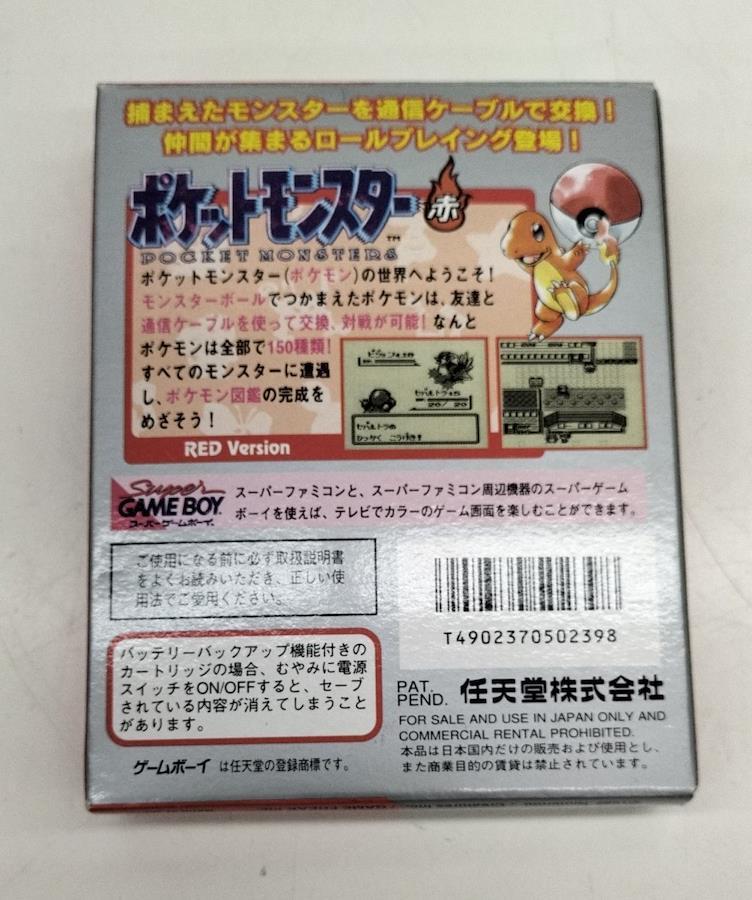 捕まえたモンスターを通信ケーブルで交換！
仲間が集まるロールプレイング登場！
ポケットモンスター 赤
TM
POCKET MONSTERS
ポケットモンスター(ポケモン)の世界へようこそ！
モンスターボールでつかまえたポケモンは、友達と
通信ケーブルを使って交換、対戦が可能！なんと
ポケモンは全部で150種類！
すべてのモンスターに遭遇
し、ポケモン図鑑の完成を
めざそう！
20/20
ひっかく こうげき
RED Version
Super
GAME BOY
スーパーゲームボーイ
スーパーファミコンと、スーパーファミコン周辺機器のスーパーゲーム
ボーイを使えば、テレビでカラーのゲーム画面を楽しむことができます。
ご使用になる前に必ず取扱説明書
をよくお読みいただき、正しい使
用法でご愛用ください。
T4902370502398
バッテリーバックアップ機能付きの
カートリッジの場合、むやみに電源
スイッチをON/OFFすると、セーブ
されている内容が消えてしまうこと
があります。
PAT.
PEND. 任天堂株式会社
FOR SALE AND USE IN JAPAN ONLY AND
COMMERCIAL RENTAL PROHIBITED.
本品は日本国内だけの販売および使用とし、
また商業目的の賃貸は禁止されています。
ゲームボーイ は任天堂の登録商標です。